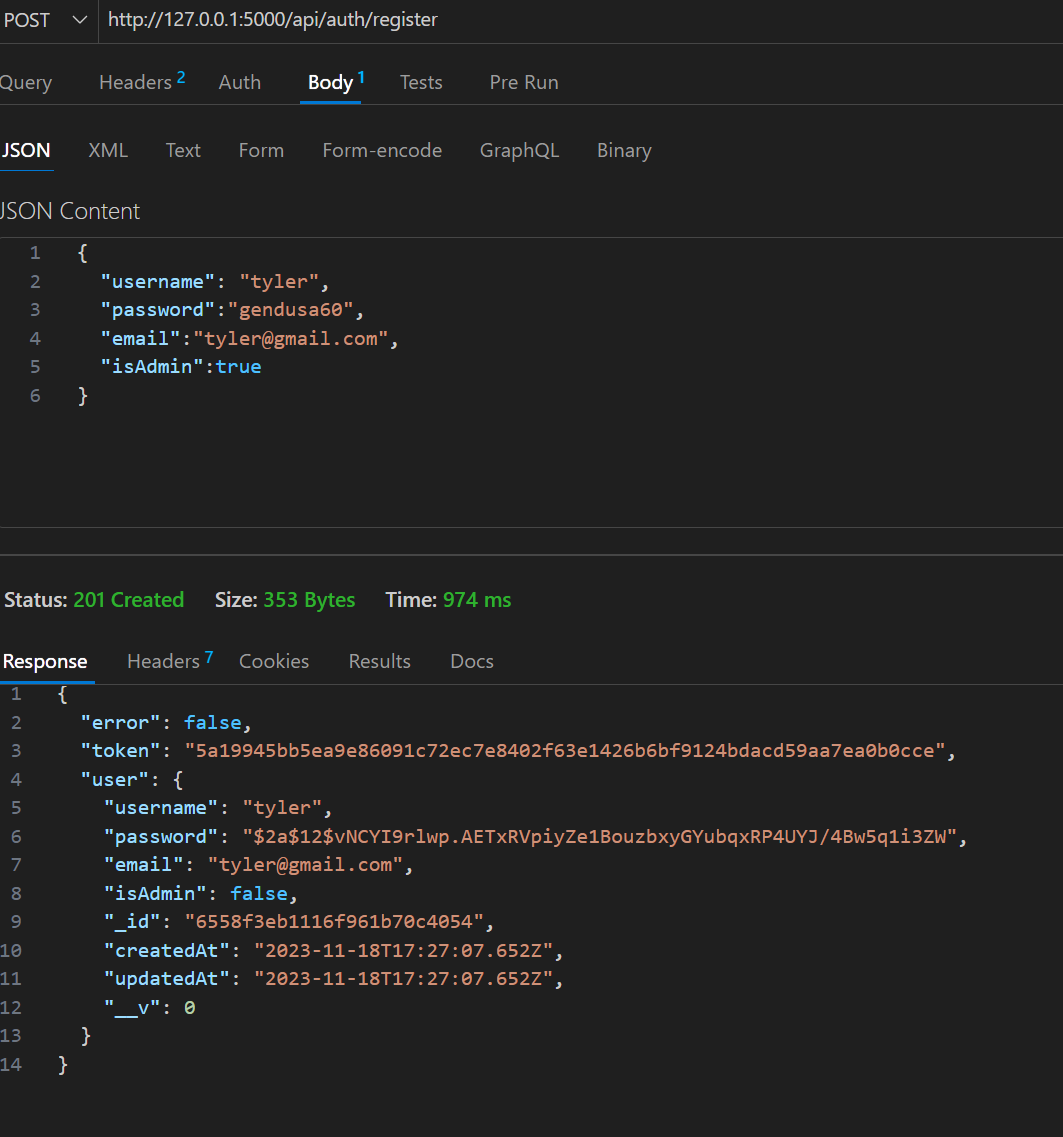 POST http://127.0.0.1:5000/api/auth/register
Query Headers 2 Auth Body 1 Tests Pre Run
JSON XML Text Form Form-encode GraphQL Binary
JSON Content
1 {
2 "username": "tyler",
3 "password":"gendusa60",
4 "email":"tyler@gmail.com",
5 "isAdmin":true
6 }
Status: 201 Created Size: 353 Bytes Time: 974 ms
Response Headers 7 Cookies Results Docs
1 {
2 "error": false,
3 "token": "5a19945bb5ea9e86091c72ec7e8402f63e1426b6bf9124bdacd59aa7ea0b0cce",
4 "user": {
5 "username": "tyler",
6 "password": "$2a$12$vNCYI9rlwp.AETxRVpiyZe1BouzbxyGYubqxRP4UYJ/4Bw5q1i3ZW",
7 "email": "tyler@gmail.com",
8 "isAdmin": false,
9 "_id": "6558f3eb1116f961b70c4054",
10 "createdAt": "2023-11-18T17:27:07.652Z",
11 "updatedAt": "2023-11-18T17:27:07.652Z",
12 "__v": 0
13 }
14 }